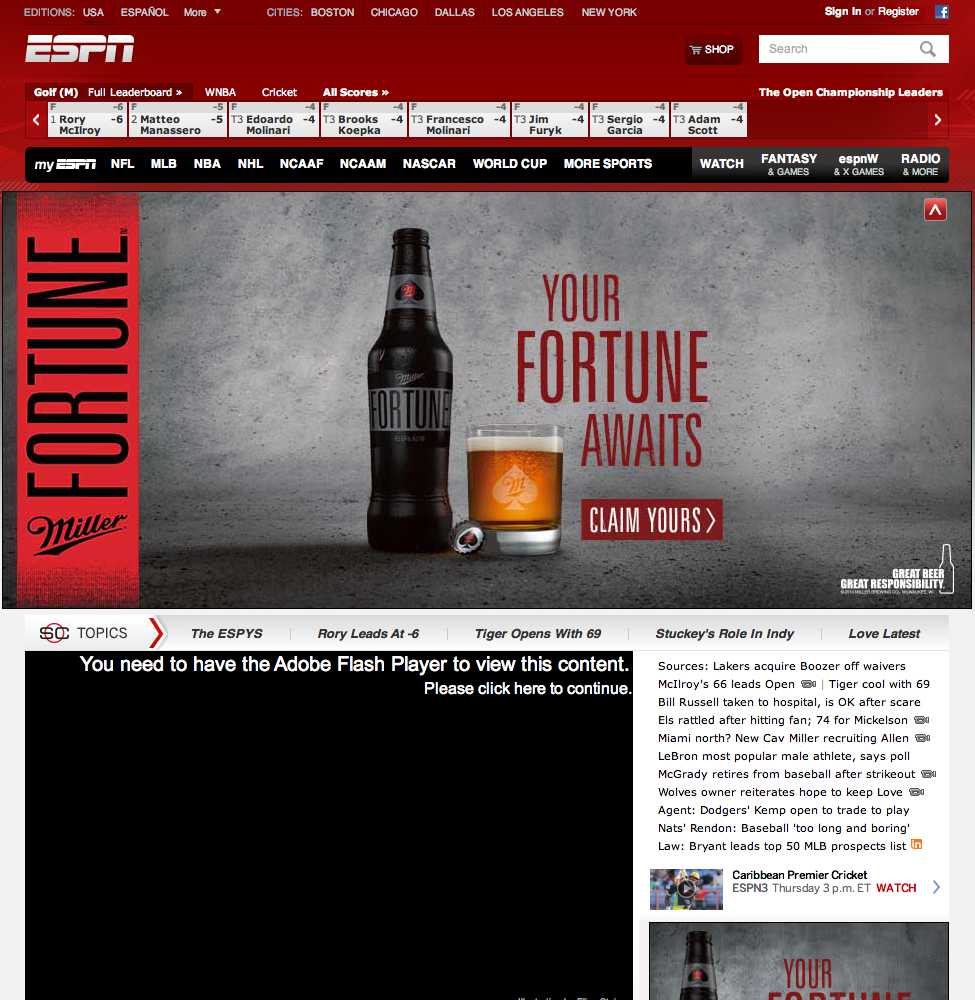 EDITIONS: USA ESPAÑOL More CITIES: BOSTON CHICAGO DALLAS LOS ANGELES NEW YORK Sign In or Register
ESPN
SHOP
Search
Golf (M) Full Leaderboard » WNBA Cricket All Scores » The Open Championship Leaders
F -6 F -5 F -4 F -4 F -4 F -4 F -4 F -4
1 Rory McIlroy -6
2 Matteo Manassero -5
T3 Edoardo Molinari -4
T3 Brooks Koepka -4
T3 Francesco Molinari -4
T3 Jim Furyk -4
T3 Sergio Garcia -4
T3 Adam Scott -4
my ESPN NFL MLB NBA NHL NCAAF NCAAM NASCAR WORLD CUP MORE SPORTS WATCH FANTASY & GAMES espnW & X GAMES RADIO & MORE
FORTUNE
Miller
Miller
FORTUNE
YOUR
FORTUNE
AWAITS
CLAIM YOURS >
GREAT BEER
GREAT RESPONSIBILITY.
SC TOPICS The ESPYS Rory Leads At -6 Tiger Opens With 69 Stuckey's Role In Indy Love Latest
You need to have the Adobe Flash Player to view this content.
Please click here to continue.
Sources: Lakers acquire Boozer off waivers
McIlroy's 66 leads Open | Tiger cool with 69
Bill Russell taken to hospital, is OK after scare
Els rattled after hitting fan; 74 for Mickelson
Miami north? New Cav Miller recruiting Allen
LeBron most popular male athlete, says poll
McGrady retires from baseball after strikeout
Wolves owner reiterates hope to keep Love
Agent: Dodgers' Kemp open to trade to play
Nats' Rendon: Baseball 'too long and boring'
Law: Bryant leads top 50 MLB prospects list in
Caribbean Premier Cricket
ESPN3 Thursday 3 p.m. ET WATCH
YOUR
FORTUNE